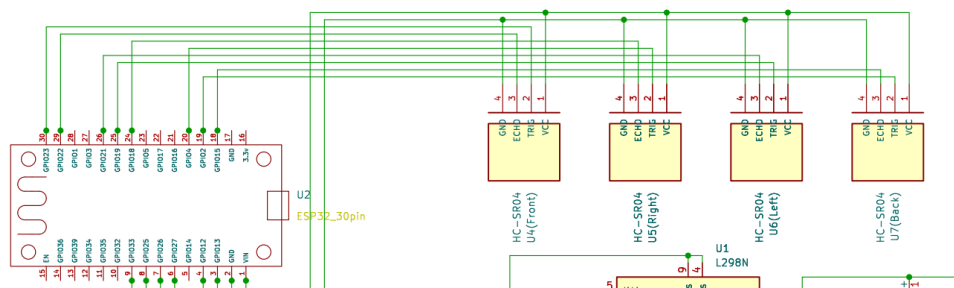 4 3 2 1
GND ECHO TRIG VCC
HC-SR04
U4(Front)
4 3 2 1
GND ECHO TRIG VCC
HC-SR04
U5(Right)
4 3 2 1
GND ECHO TRIG VCC
HC-SR04
U6(Left)
4 3 2 1
GND ECHO TRIG VCC
HC-SR04
U7(Back)
30 29 28 27 26 25 24 23 22 21 20 19 18 17 16
GPIO23 GPIO22 GPIO1 GPIO3 GPIO21 GPIO19 GPIO18 GPIO5 GPIO17 GPIO16 GPIO4 GPIO2 GPIO15 GND 3.3v
U2
ESP32_30pin
EN GPIO36 GPIO39 GPIO34 GPIO35 GPIO32 GPIO33 GPIO25 GPIO26 GPIO27 GPIO14 GPIO12 GPIO13 GND VIN
15 14 13 12 11 10 9 8 7 6 5 4 3 2 1
U1
L298N
9 4
5
+ 1